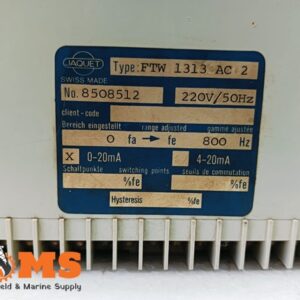 JAQUET
SWISS MADE
Type: FTW 1313 AC 2
No. 8508512
220V/50Hz
client-code:
Bereich eingestellt range adjusted gamme ajustée
0 fa → fe 800 Hz
X 0-20mA 4-20mA
Schaltpunkte switching points seuils de commutation
%fe %fe
Hysteresis %fe
MS
eld & Marine Supply